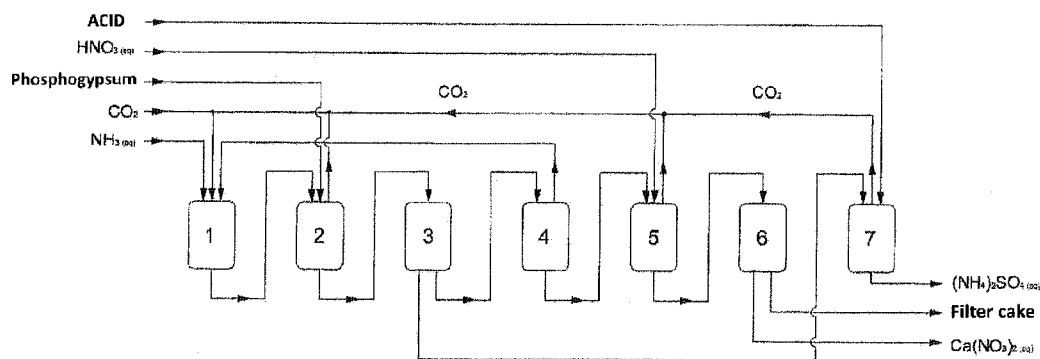 ACID
HNO₃ (aq)
Phosphogypsum
CO₂ CO₂ CO₂
NH₃ (aq)
1 2 3 4 5 6 7
(NH₄)₂SO₄ (aq)
Filter cake
Ca(NO₃)₂ (aq)